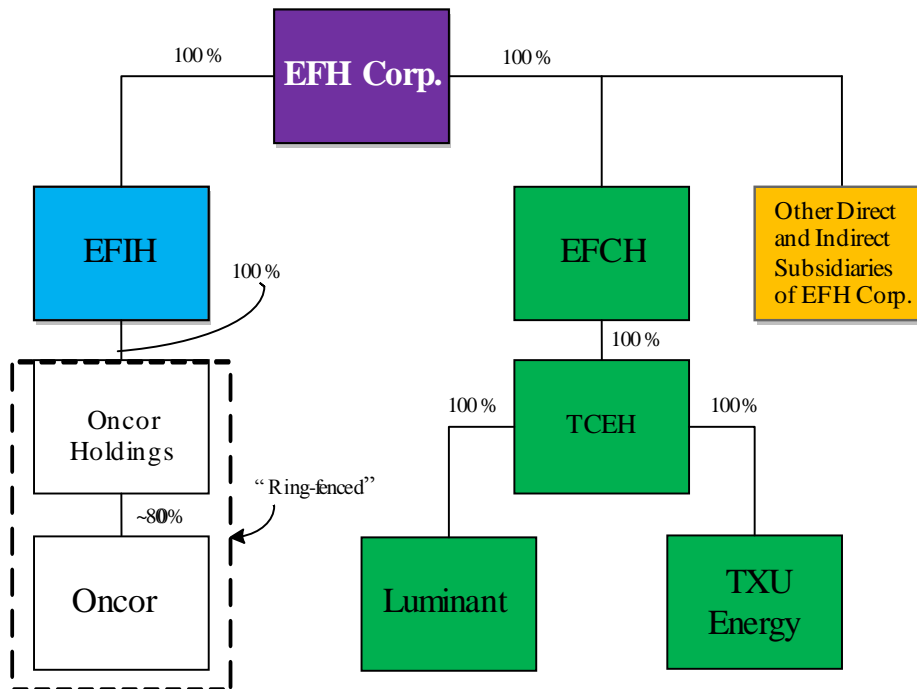 EFH Corp.
100%
100%
EFIH
EFCH
Other Direct
and Indirect
Subsidiaries
of EFH Corp.
100%
100%
Oncor
Holdings
TCEH
100%
100%
“Ring-fenced”
~80%
Oncor
Luminant
TXU
Energy